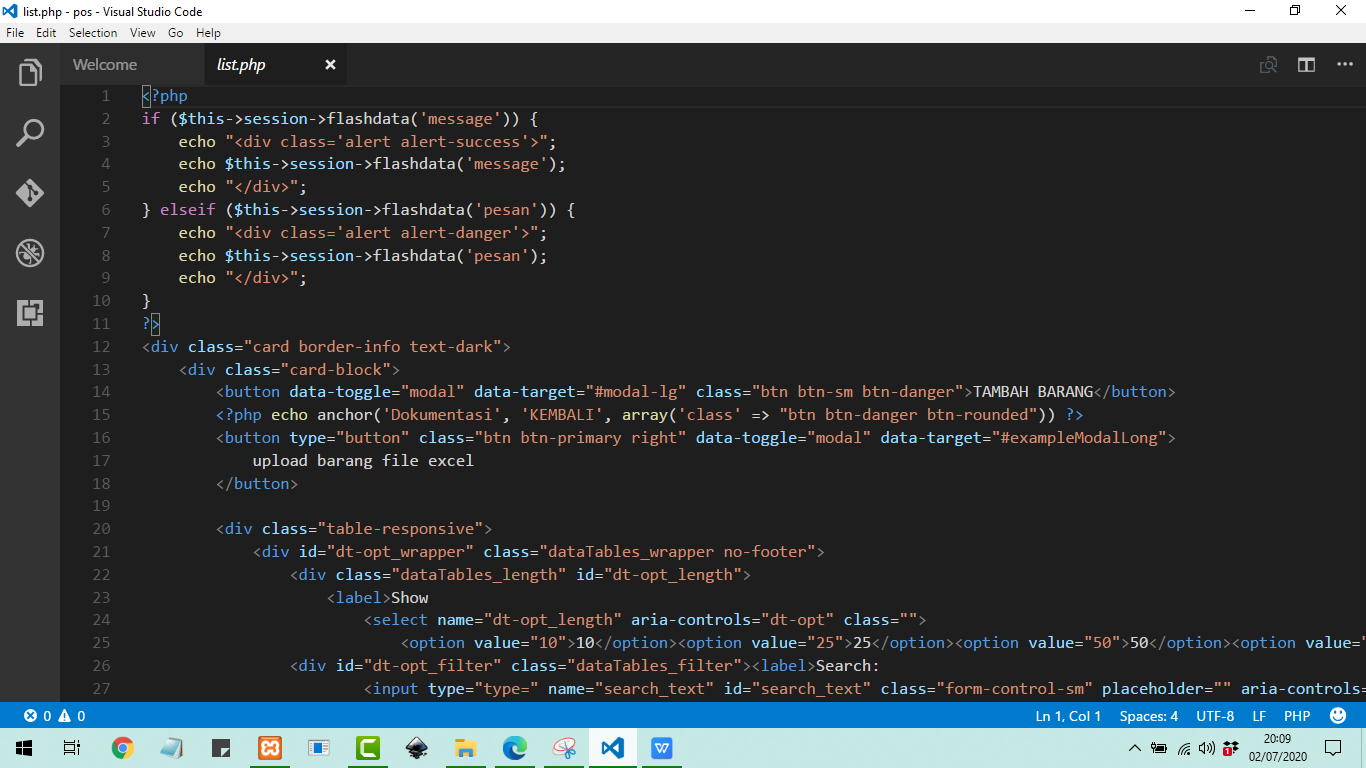 list.php - pos - Visual Studio Code
File Edit Selection View Go Help
Welcome list.php
1 <?php
2 if ($this->session->flashdata('message')) {
3 echo "<div class='alert alert-success'>";
4 echo $this->session->flashdata('message');
5 echo "</div>";
6 } elseif ($this->session->flashdata('pesan')) {
7 echo "<div class='alert alert-danger'>";
8 echo $this->session->flashdata('pesan');
9 echo "</div>";
10 }
11 ?>
12 <div class="card border-info text-dark">
13 <div class="card-block">
14 <button data-toggle="modal" data-target="#modal-lg" class="btn btn-sm btn-danger">TAMBAH BARANG</button>
15 <?php echo anchor('Dokumentasi', 'KEMBALI', array('class' => "btn btn-danger btn-rounded")) ?>
16 <button type="button" class="btn btn-primary right" data-toggle="modal" data-target="#exampleModalLong">
17 upload barang file excel
18 </button>
19
20 <div class="table-responsive">
21 <div id="dt-opt_wrapper" class="dataTables_wrapper no-footer">
22 <div class="dataTables_length" id="dt-opt_length">
23 <label>Show
24 <select name="dt-opt_length" aria-controls="dt-opt" class="">
25 <option value="10">10</option><option value="25">25</option><option value="50">50</option><option value="
26 <div id="dt-opt_filter" class="dataTables_filter"><label>Search:
27 <input type="type=" name="search_text" id="search_text" class="form-control-sm" placeholder="" aria-controls=
0 0 Ln 1, Col 1 Spaces: 4 UTF-8 LF PHP
20:09
02/07/2020